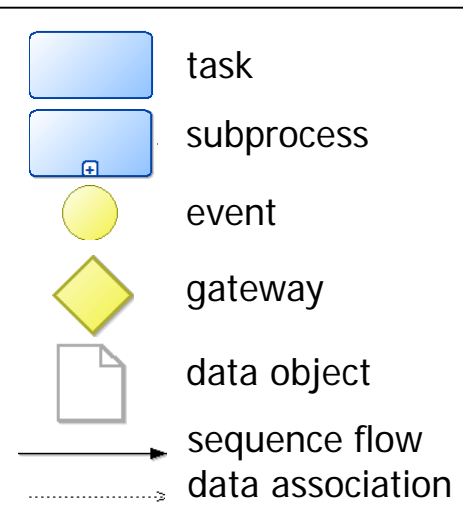 task
subprocess
event
gateway
data object
sequence flow
data association